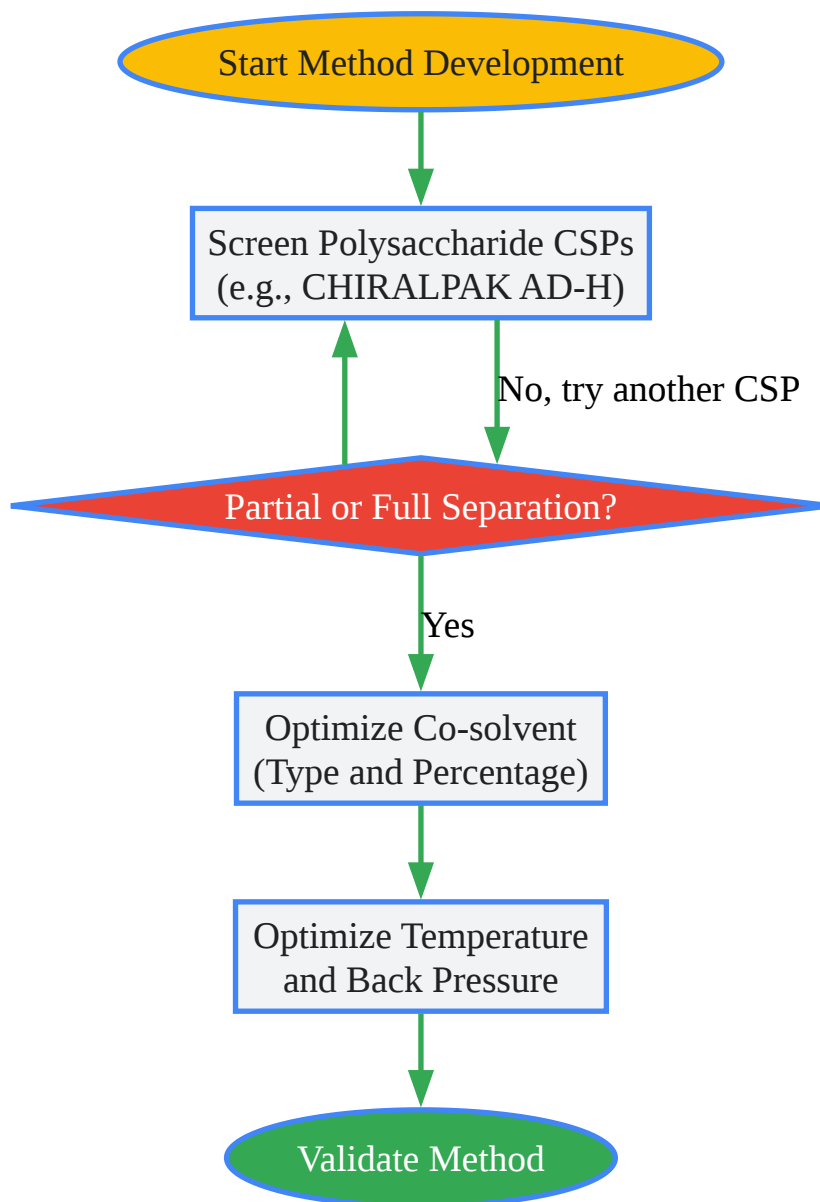 Start Method Development
Screen Polysaccharide CSPs
(e.g., CHIRALPAK AD-H)
No, try another CSP
Partial or Full Separation?
Yes
Optimize Co-solvent
(Type and Percentage)
Optimize Temperature
and Back Pressure
Validate Method